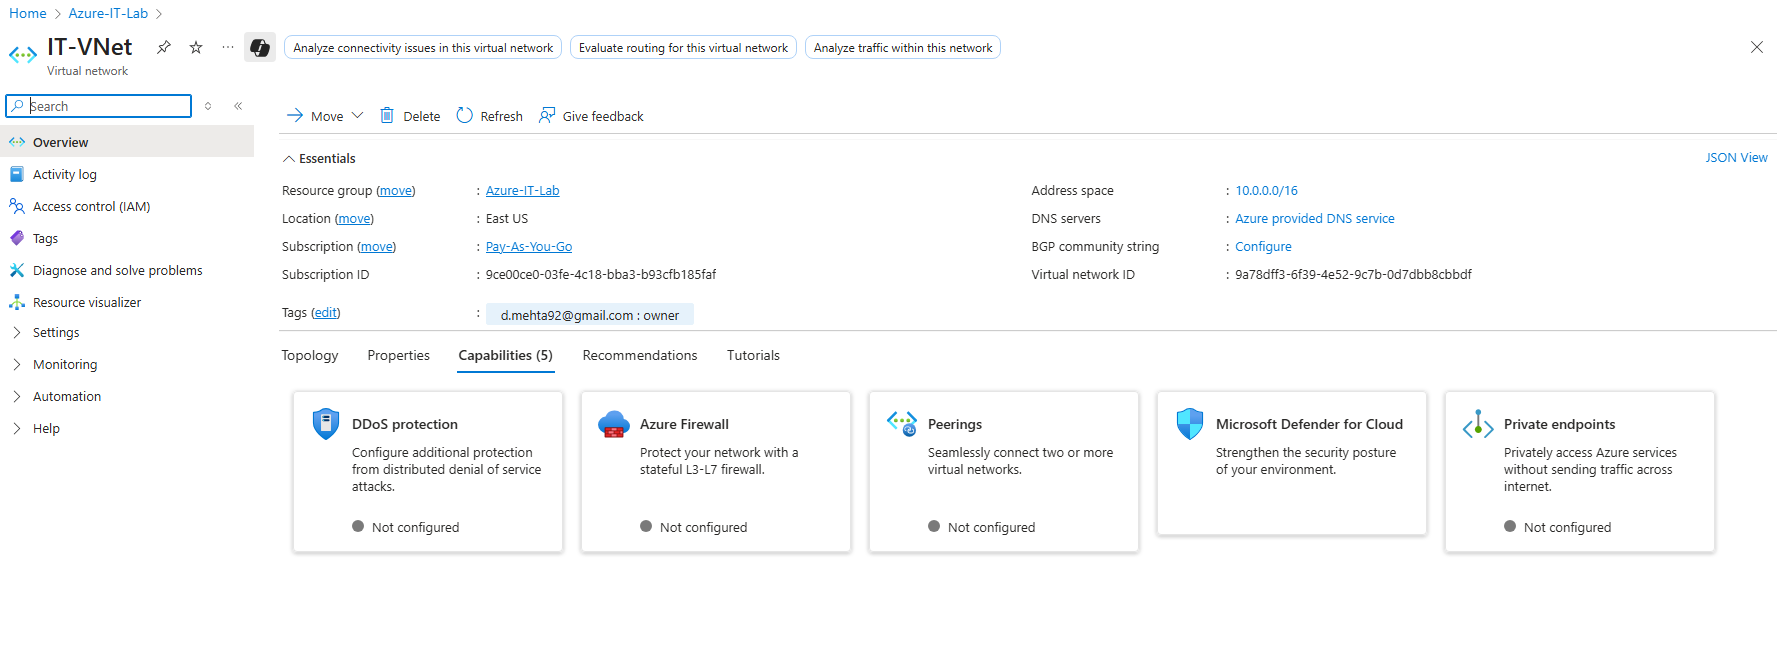 Home > Azure-IT-Lab >
IT-VNet
Virtual network
Analyze connectivity issues in this virtual network
Evaluate routing for this virtual network
Analyze traffic within this network
Search
Overview
Activity log
Access control (IAM)
Tags
Diagnose and solve problems
Resource visualizer
Settings
Monitoring
Automation
Help
Move
Delete
Refresh
Give feedback
Essentials
JSON View
Resource group (move) : Azure-IT-Lab
Location (move) : East US
Subscription (move) : Pay-As-You-Go
Subscription ID : 9ce00ce0-03fe-4c18-bba3-b93cfb185faf
Address space : 10.0.0.0/16
DNS servers : Azure provided DNS service
BGP community string : Configure
Virtual network ID : 9a78dff3-6f39-4e52-9c7b-0d7dbb8cbbdf
Tags (edit) : d.mehta92@gmail.com : owner
Topology
Properties
Capabilities (5)
Recommendations
Tutorials
DDoS protection
Configure additional protection
from distributed denial of service
attacks.
Not configured
Azure Firewall
Protect your network with a
stateful L3-L7 firewall.
Not configured
Peerings
Seamlessly connect two or more
virtual networks.
Not configured
Microsoft Defender for Cloud
Strengthen the security posture
of your environment.
Private endpoints
Privately access Azure services
without sending traffic across
internet.
Not configured